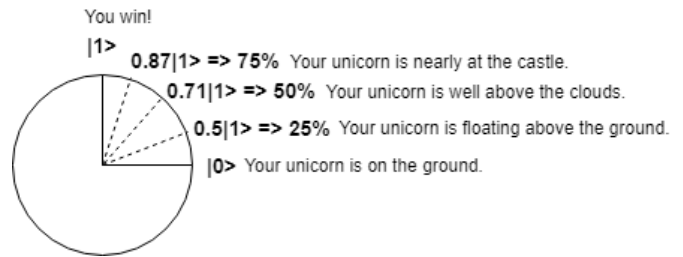 You win!
|1>
0.87|1> => 75% Your unicorn is nearly at the castle.
0.71|1> => 50% Your unicorn is well above the clouds.
0.5|1> => 25% Your unicorn is floating above the ground.
|0> Your unicorn is on the ground.